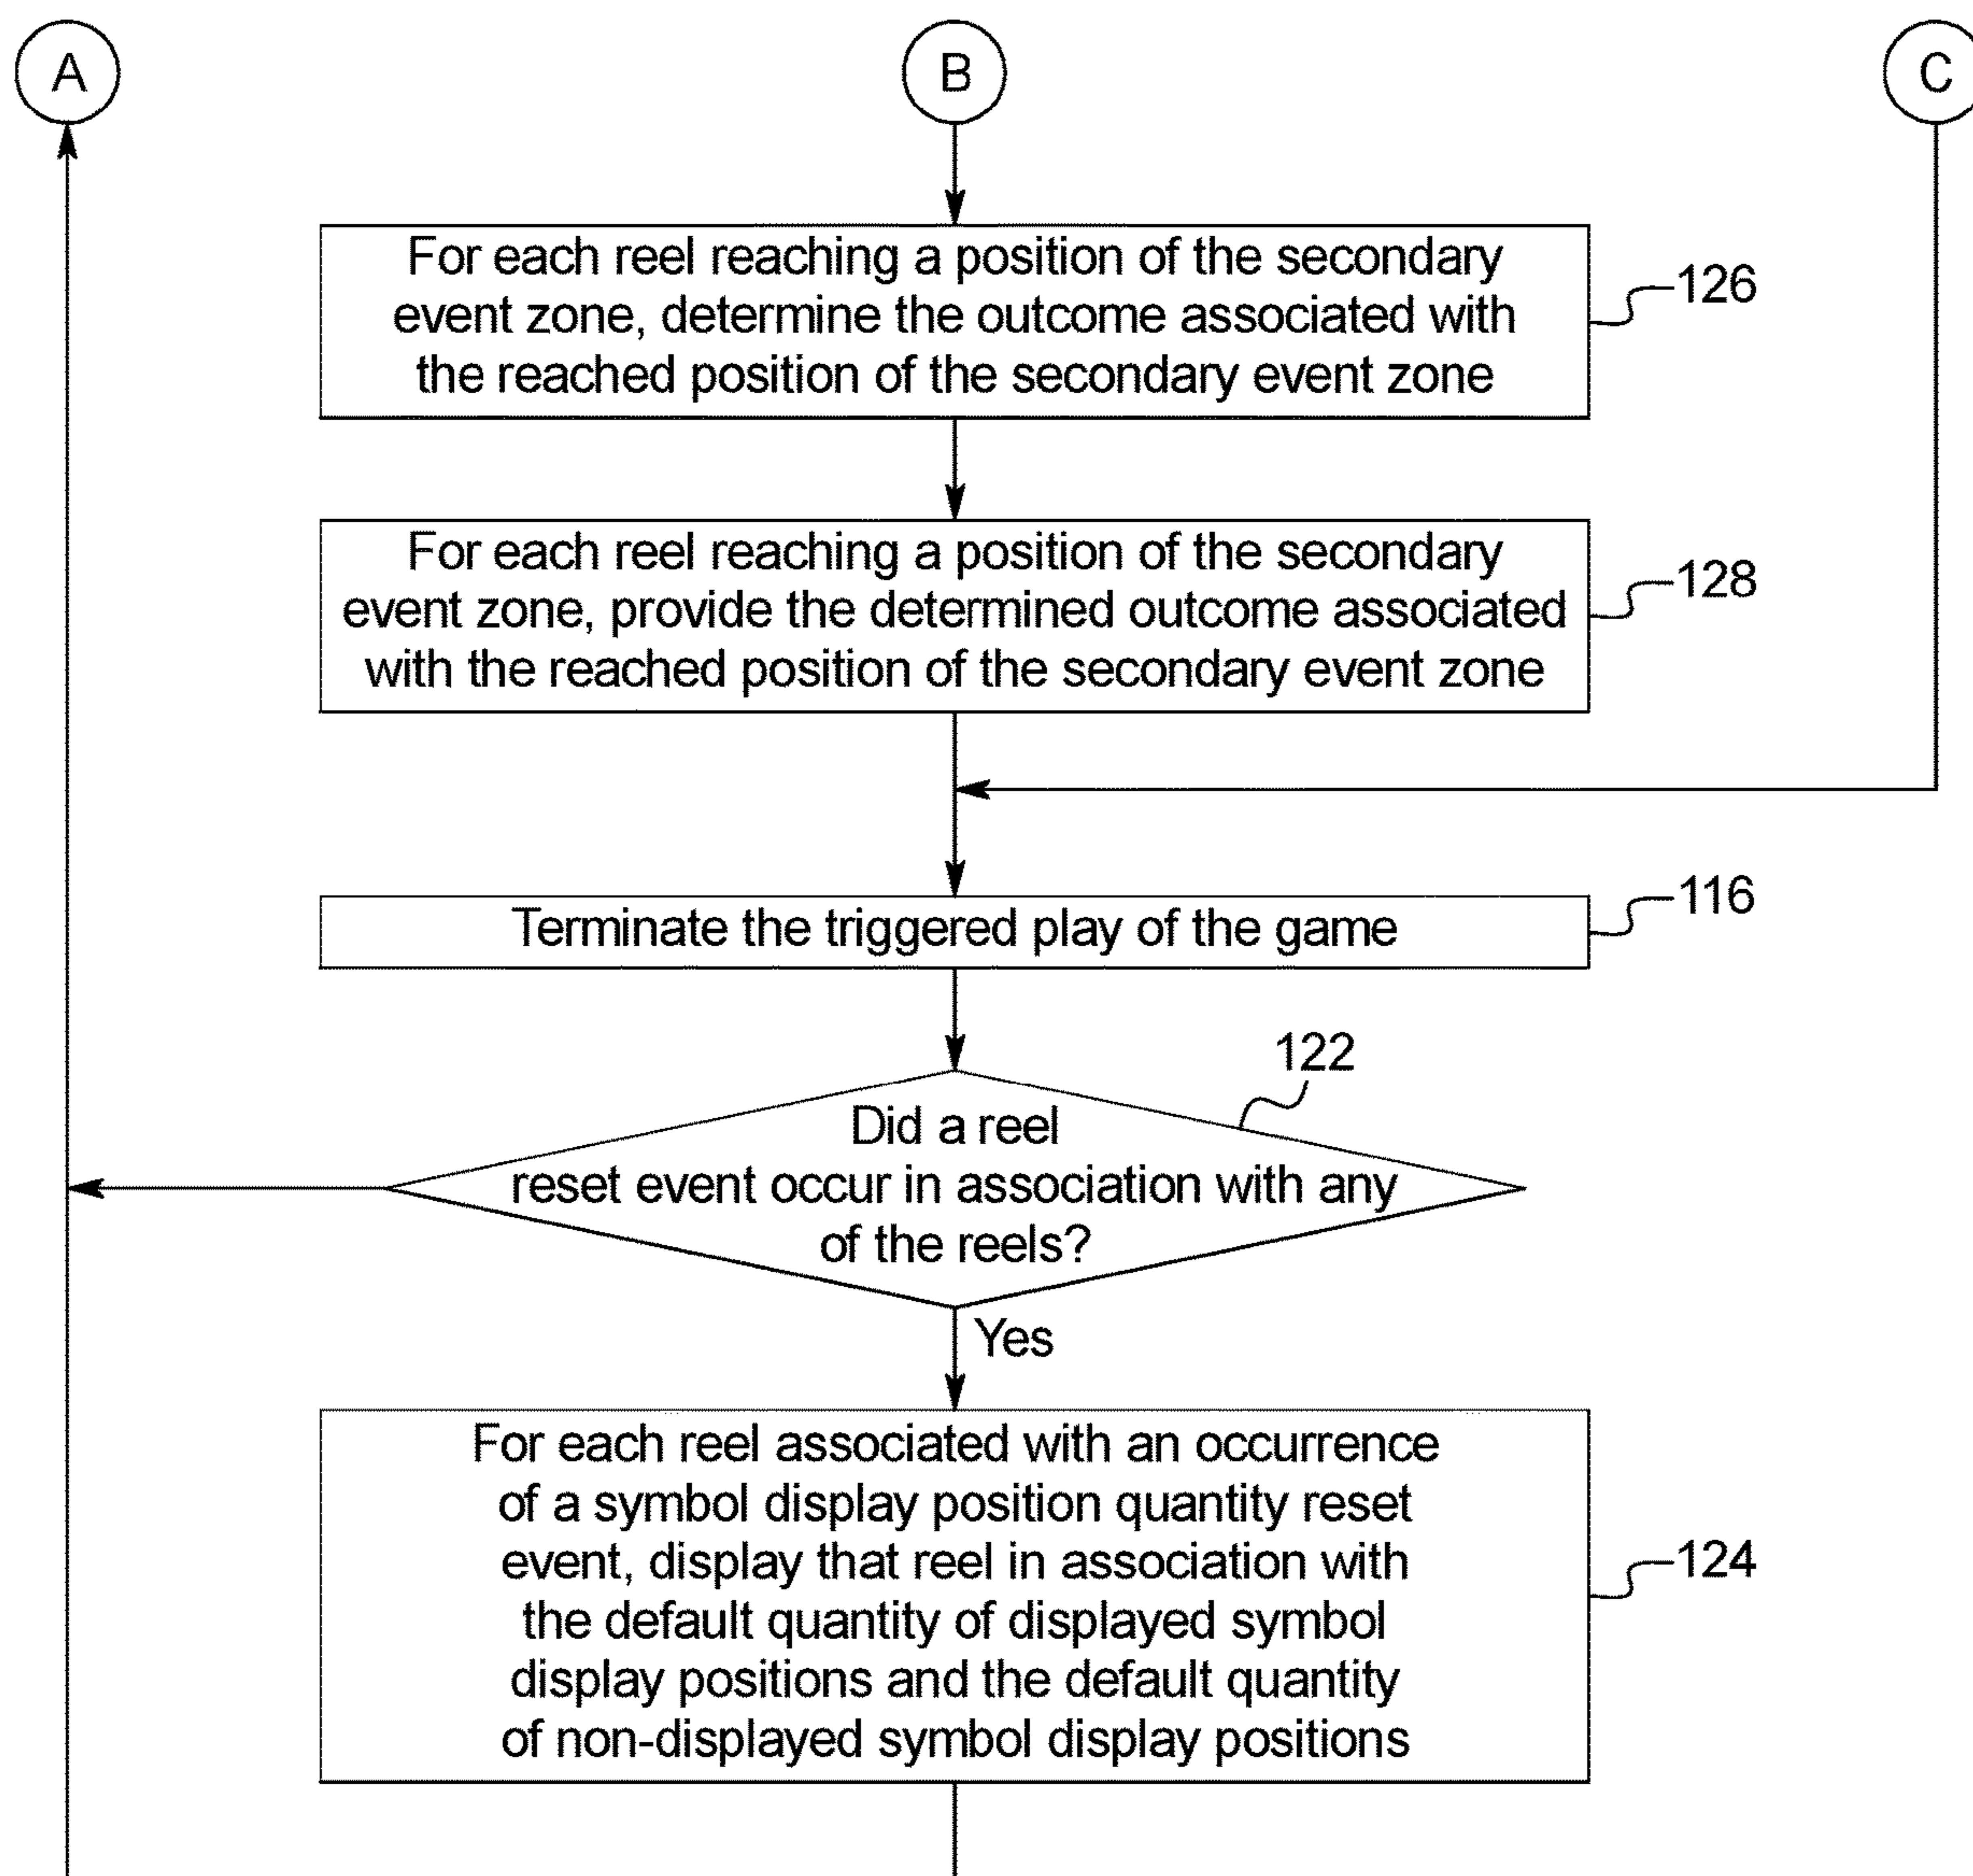 A
B
C
For each reel reaching a position of the secondary
event zone, determine the outcome associated with
the reached position of the secondary event zone
126
For each reel reaching a position of the secondary
event zone, provide the determined outcome associated
with the reached position of the secondary event zone
128
Terminate the triggered play of the game
116
122
Did a reel
reset event occur in association with any
of the reels?
Yes
For each reel associated with an occurrence
of a symbol display position quantity reset
event, display that reel in association with
the default quantity of displayed symbol
display positions and the default quantity
of non-displayed symbol display positions
124